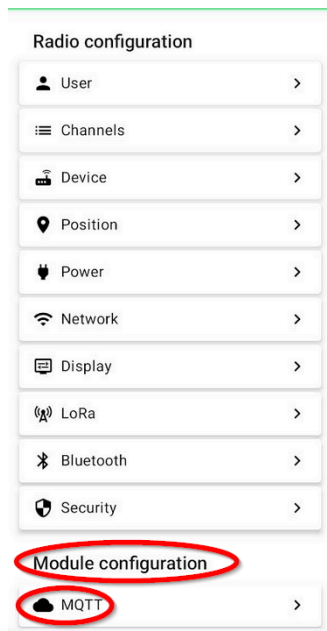 Radio configuration
User
Channels
Device
Position
Power
Network
Display
LoRa
Bluetooth
Security
Module configuration
MQTT